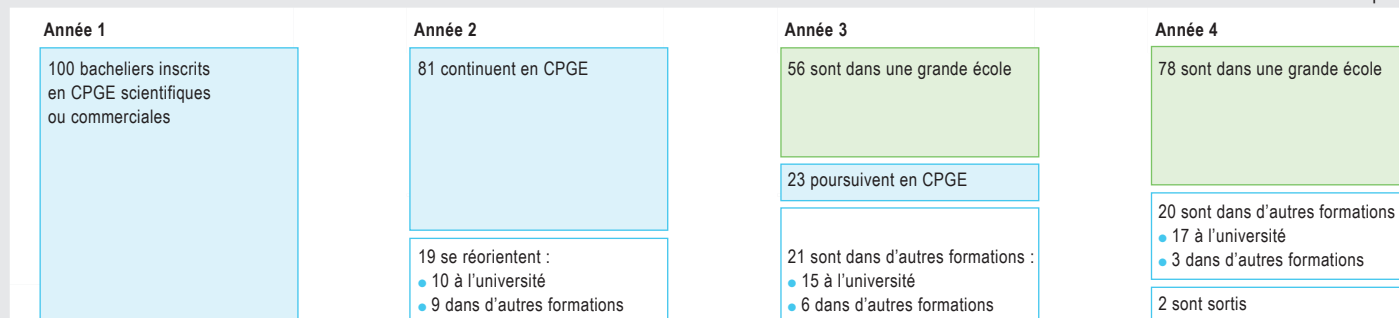 Année 1
100 bacheliers inscrits
en CPGE scientifiques
ou commerciales
Année 2
81 continuent en CPGE
19 se réorientent :
● 10 à l’université
● 9 dans d’autres formations
Année 3
56 sont dans une grande école
23 poursuivent en CPGE
21 sont dans d’autres formations :
● 15 à l’université
● 6 dans d’autres formations
Année 4
78 sont dans une grande école
20 sont dans d’autres formations
● 17 à l’université
● 3 dans d’autres formations
2 sont sortis